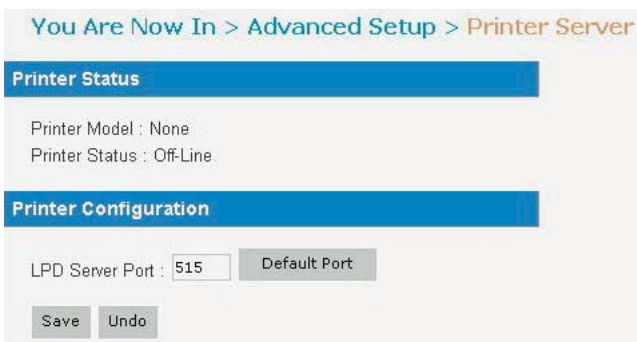 You Are Now In > Advanced Setup > Printer Server
Printer Status
Printer Model : None
Printer Status : Off-Line
Printer Configuration
LPD Server Port : 515 Default Port
Save Undo